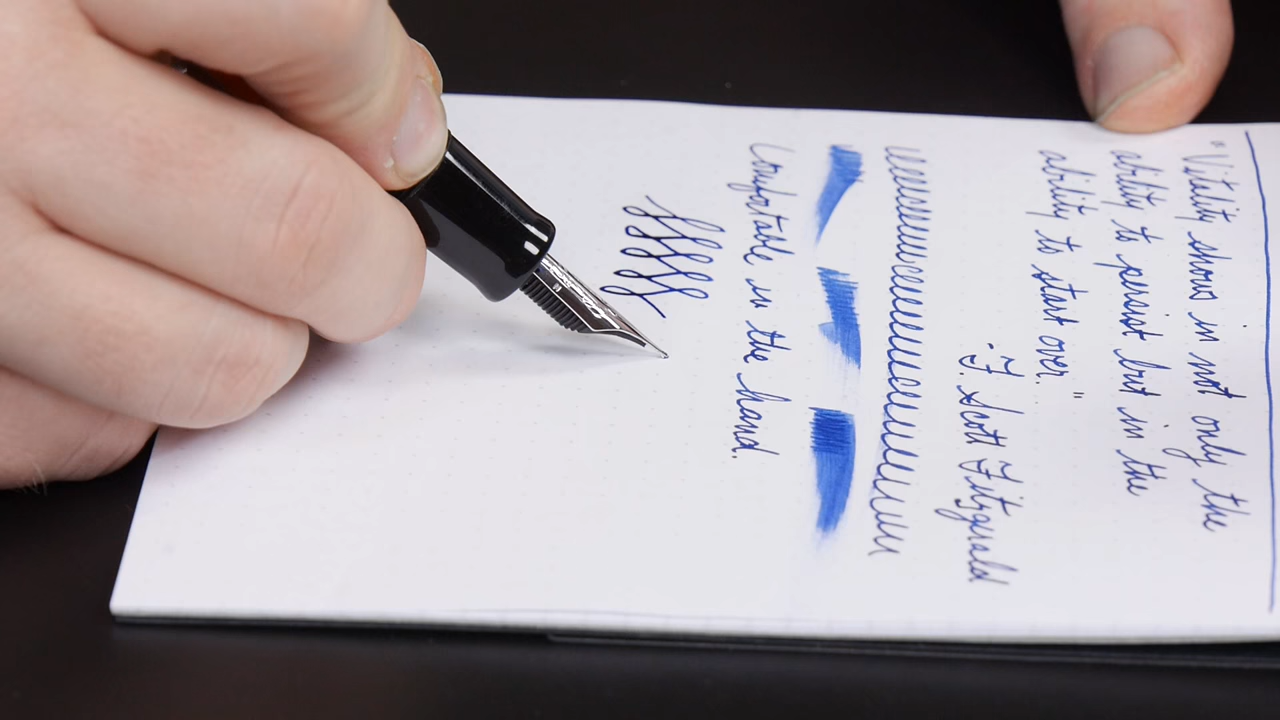 "Vitality shows in not only the
ability to persist but in the
ability to start over."
-F. Scott Fitzgerald
Comfortable in the hand.